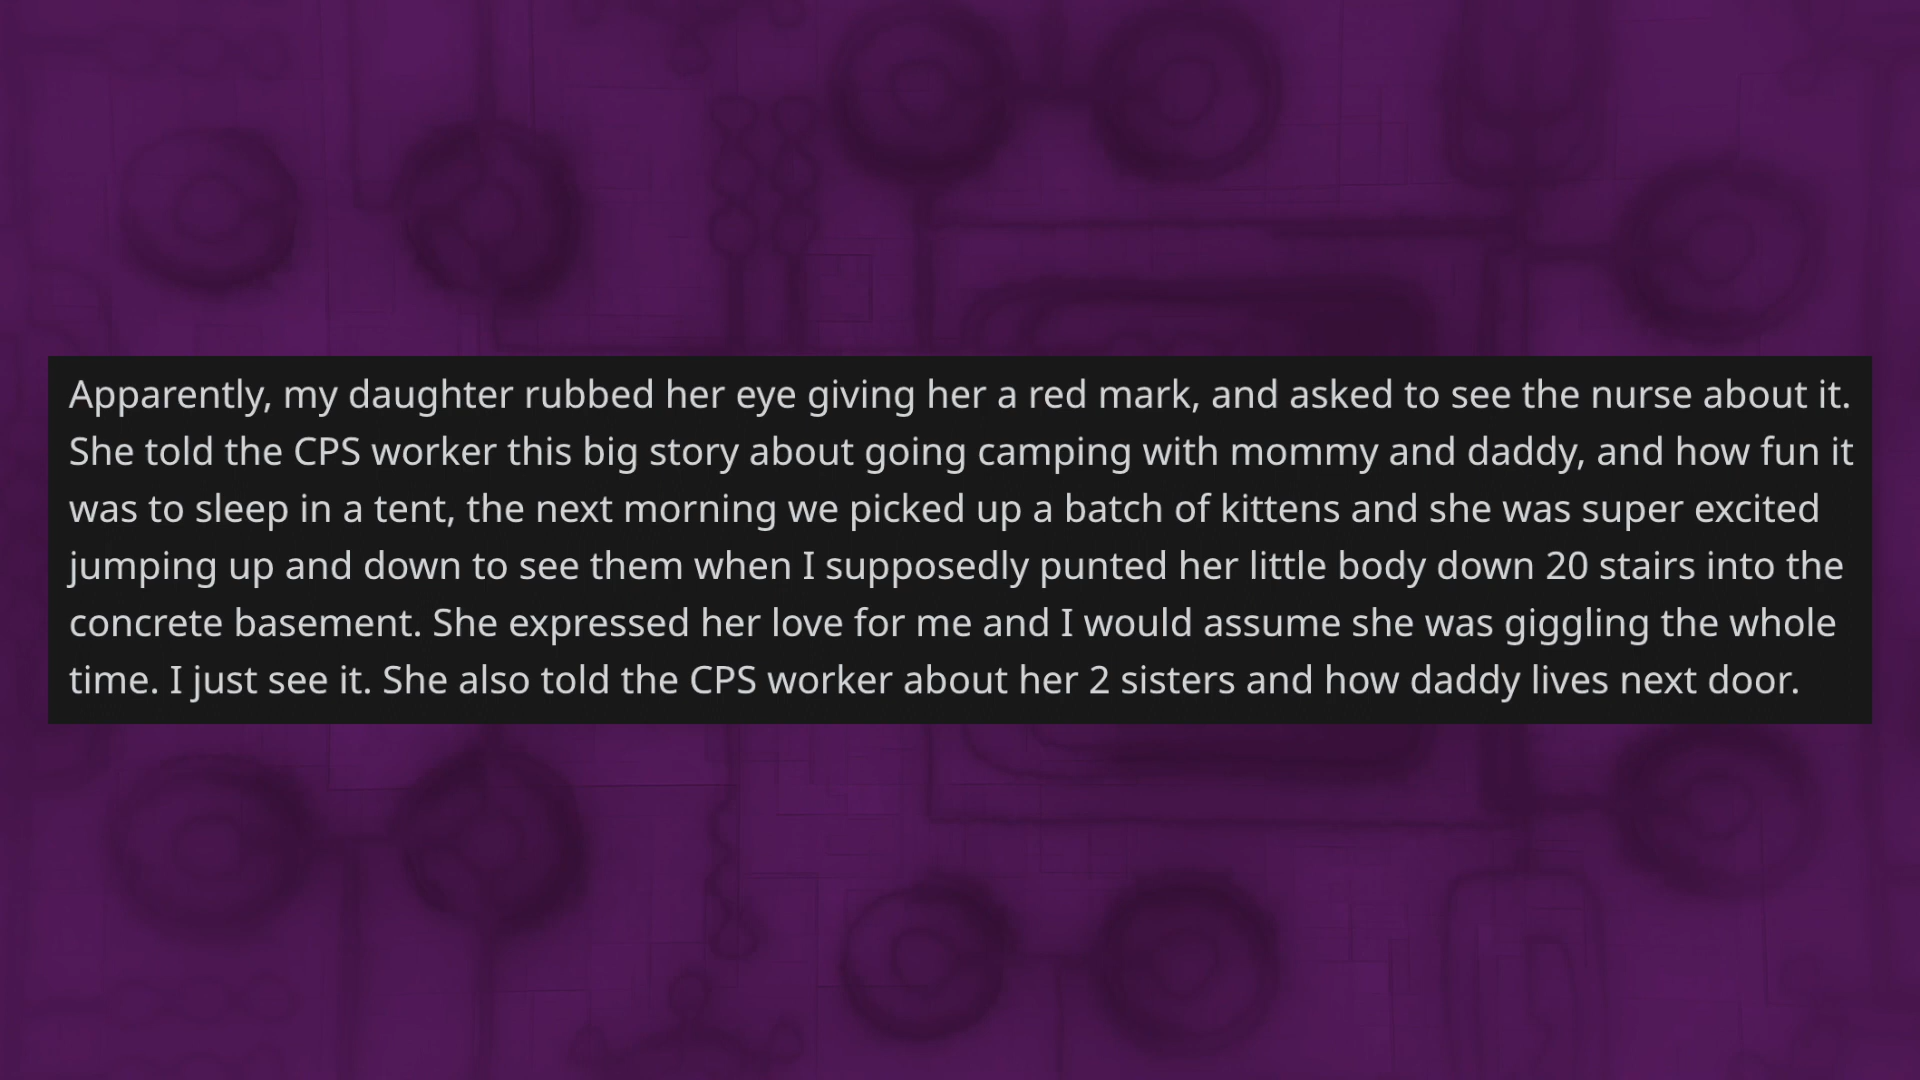 Apparently, my daughter rubbed her eye giving her a red mark, and asked to see the nurse about it.
She told the CPS worker this big story about going camping with mommy and daddy, and how fun it
was to sleep in a tent, the next morning we picked up a batch of kittens and she was super excited
jumping up and down to see them when I supposedly punted her little body down 20 stairs into the
concrete basement. She expressed her love for me and I would assume she was giggling the whole
time. I just see it. She also told the CPS worker about her 2 sisters and how daddy lives next door.